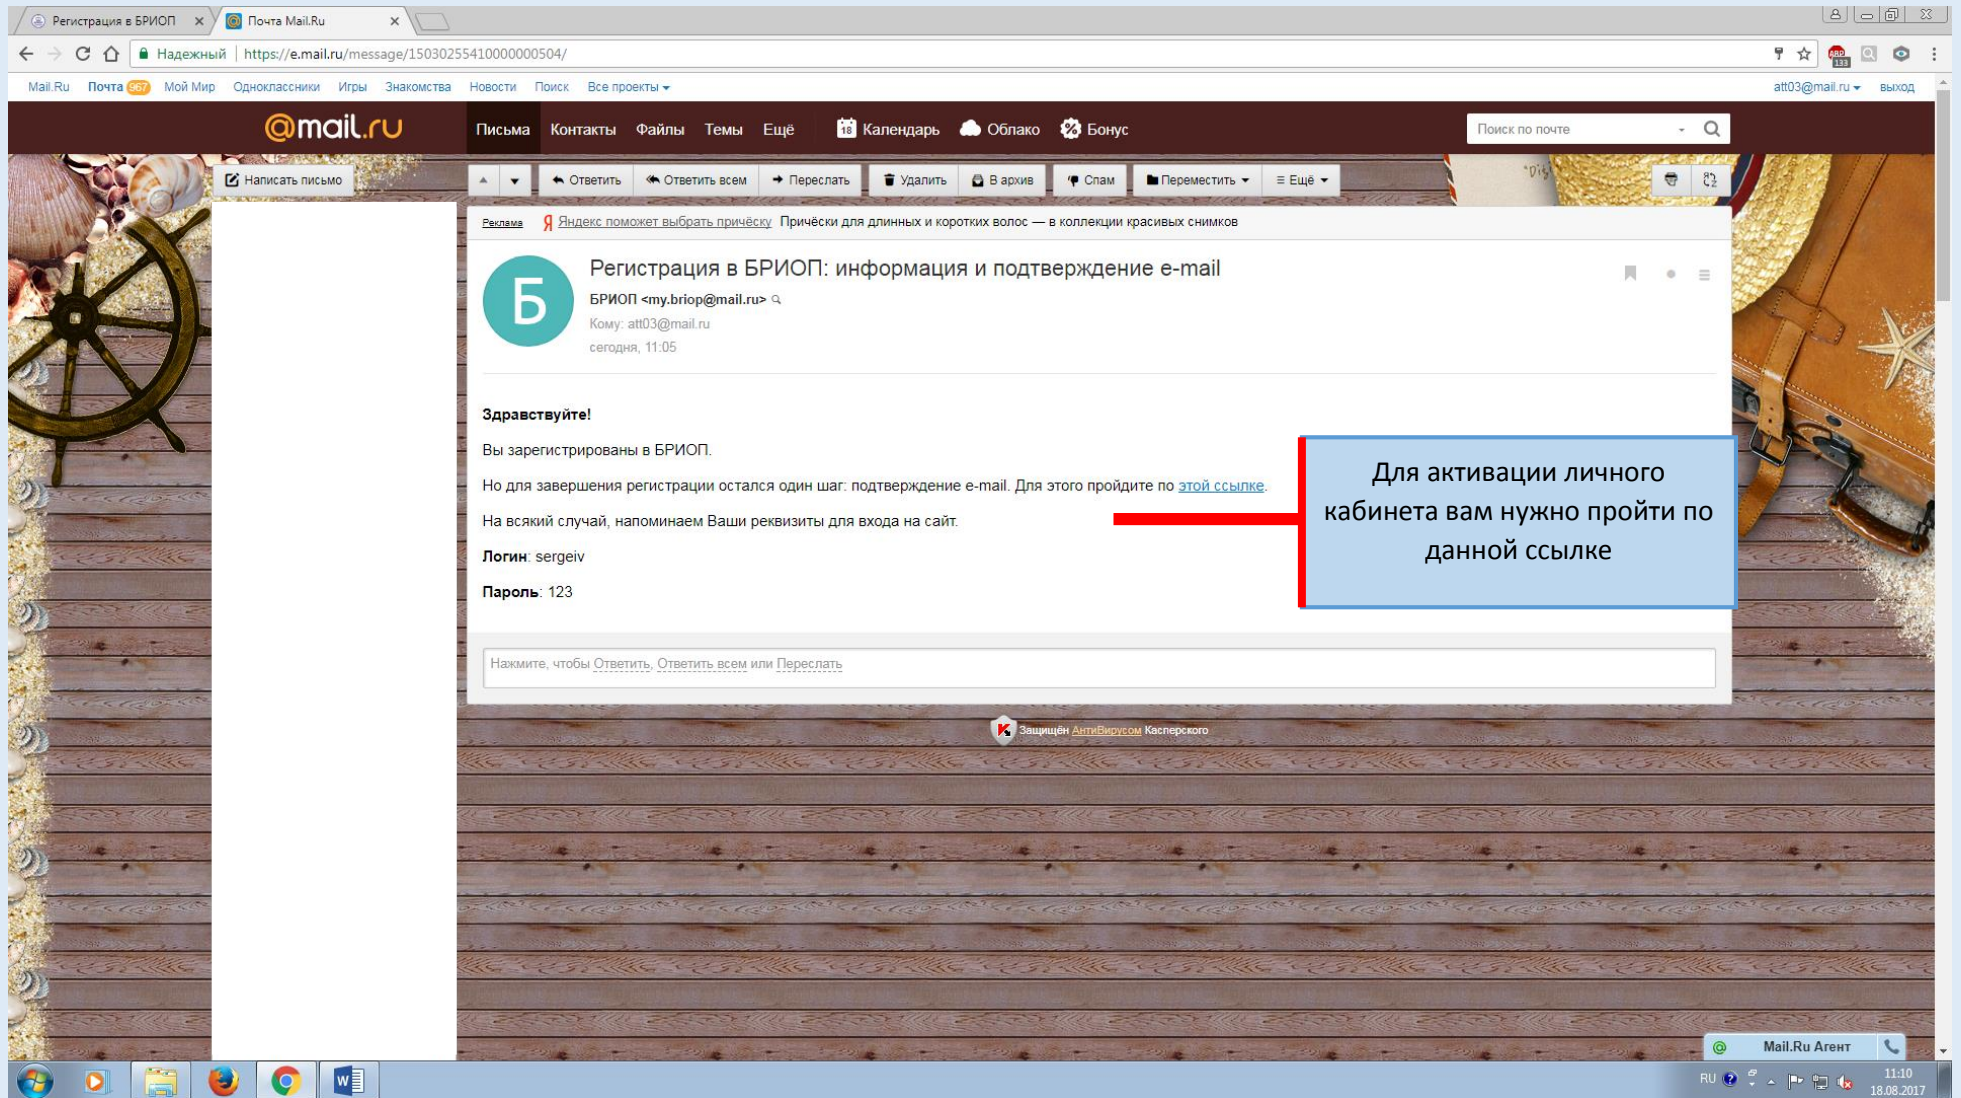 Регистрация в БРИОП
Почта Mail.Ru
Надежный https://e.mail.ru/message/15030255410000000504/
Mail.Ru Почта 967 Мой Мир Одноклассники Игры Знакомства Новости Поиск Все проекты att03@mail.ru выход
@mail.ru Письма Контакты Файлы Темы Ещё 18 Календарь Облако Бонус Поиск по почте
Написать письмо Ответить Ответить всем Переслать Удалить В архив Спам Переместить Ещё
Реклама Яндекс поможет выбрать причёску Причёски для длинных и коротких волос — в коллекции красивых снимков
Б
Регистрация в БРИОП: информация и подтверждение e-mail
БРИОП <my.briop@mail.ru>
Кому: att03@mail.ru
сегодня, 11:05
Здравствуйте!
Вы зарегистрированы в БРИОП.
Но для завершения регистрации остался один шаг: подтверждение e-mail. Для этого пройдите по этой ссылке.
На всякий случай, напоминаем Ваши реквизиты для входа на сайт.
Логин: sergeiv
Пароль: 123
Для активации личного
кабинета вам нужно пройти по
данной ссылке
Нажмите, чтобы Ответить, Ответить всем или Переслать
Защищён АнтиВирусом Касперского
Mail.Ru Агент
RU
11:10
18.08.2017